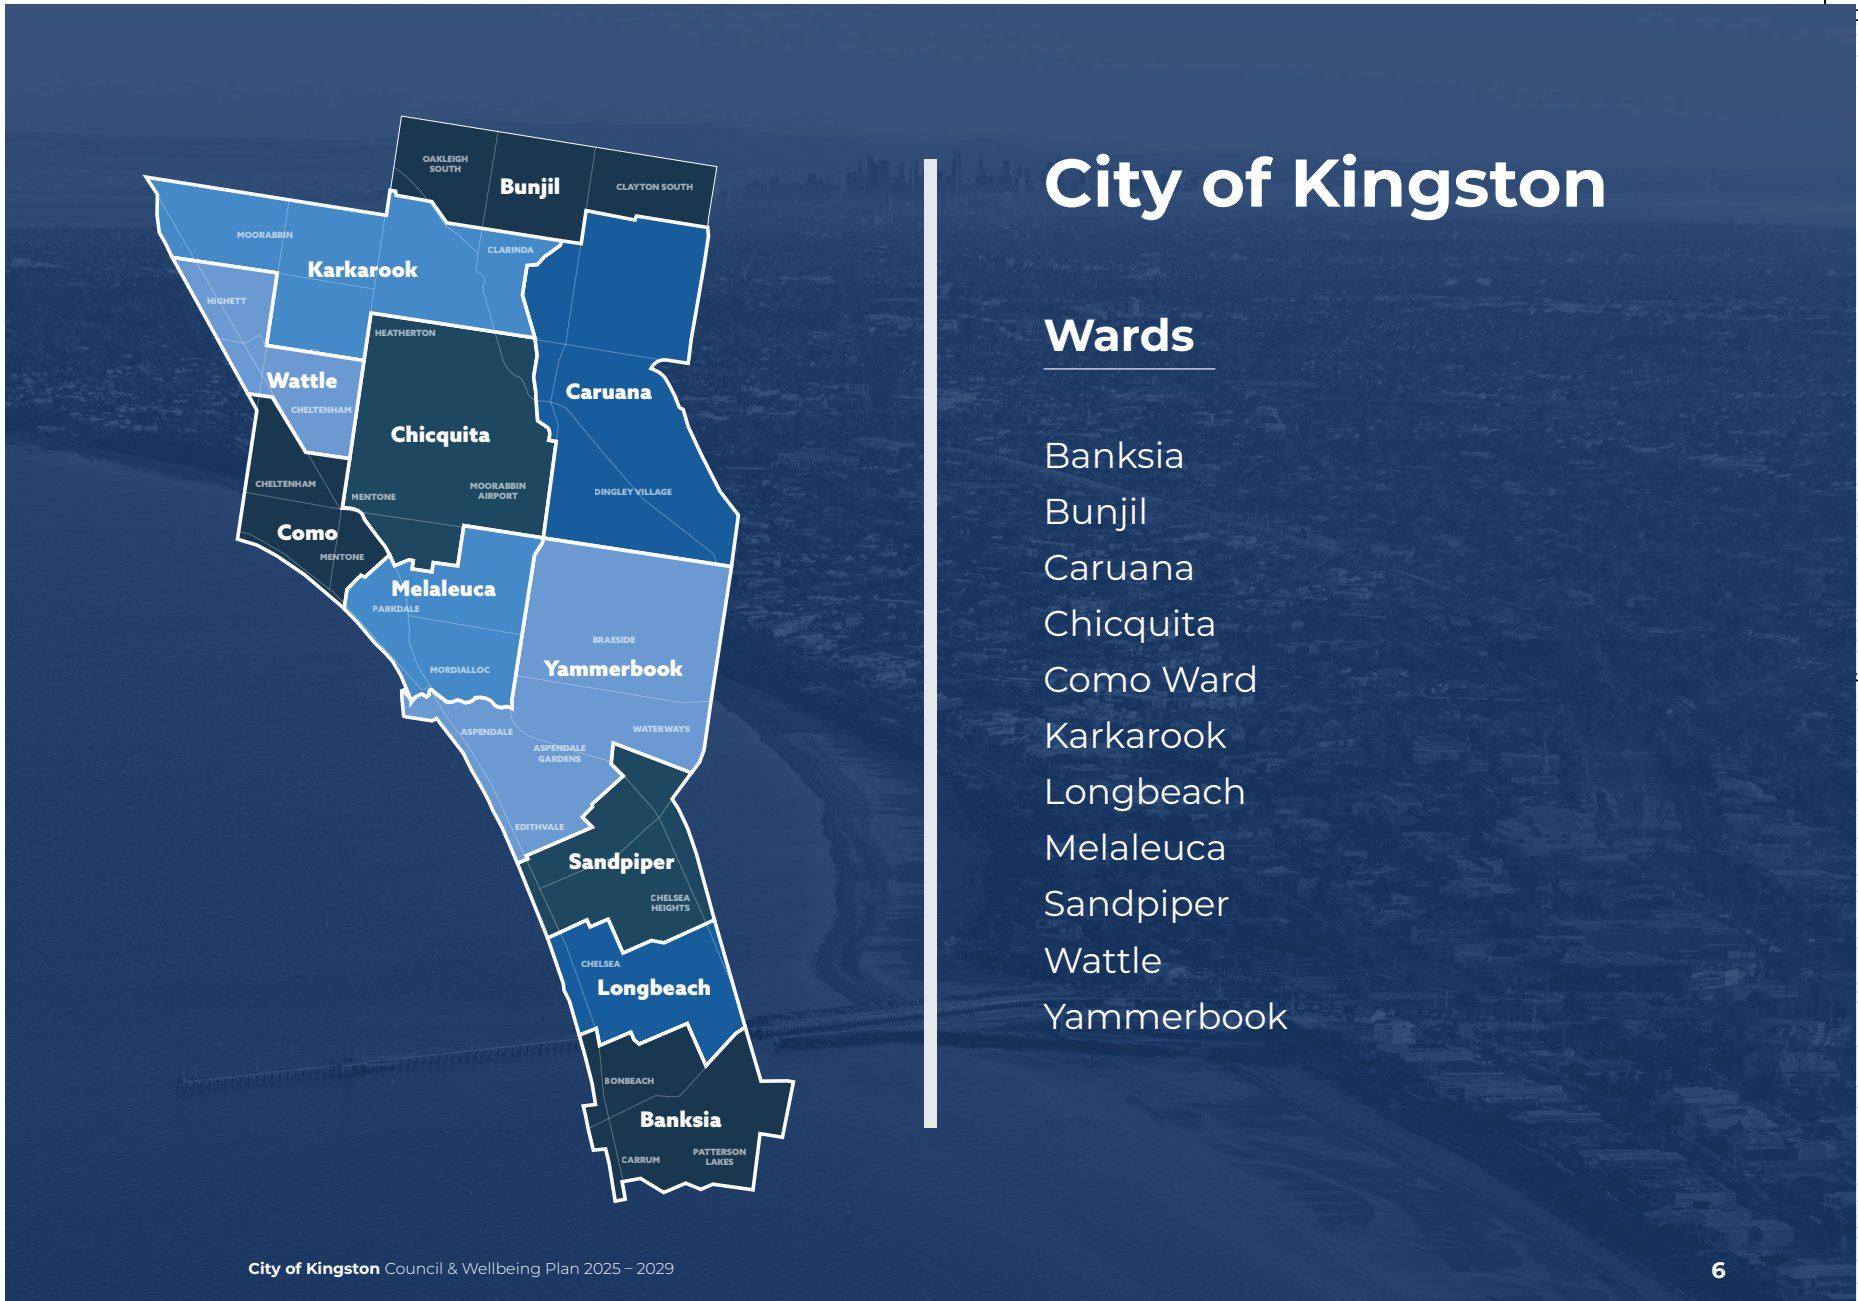 OAKLEIGH
SOUTH
Bunjil
CLAYTON SOUTH
MOORABBIN
CLARINDA
Karkarook
HIGHETT
HEATHERTON
Wattle
CHELTENHAM
Caruana
Chicquita
CHELTENHAM
MENTONE
MOORABBIN
AIRPORT
DINGLEY VILLAGE
Como
MENTONE
Melaleuca
PARKDALE
BRAESIDE
MORDIALLOC
Yammerbook
ASPENDALE
WATERWAYS
ASPENDALE
GARDENS
EDITHVALE
Sandpiper
CHELSEA
HEIGHTS
CHELSEA
Longbeach
BONBEACH
Banksia
CARRUM
PATTERSON
LAKES
City of Kingston
Wards
Banksia
Bunjil
Caruana
Chicquita
Como Ward
Karkarook
Longbeach
Melaleuca
Sandpiper
Wattle
Yammerbook
City of Kingston Council & Wellbeing Plan 2025 – 2029
6